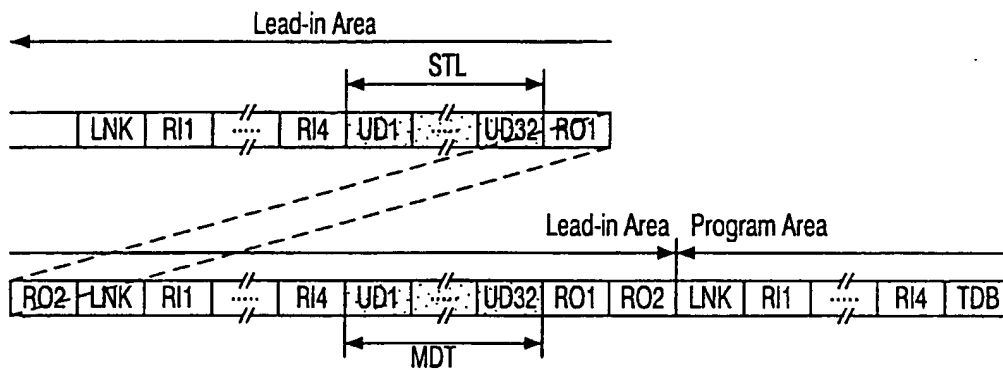 Lead-in Area
STL
LNK RI1 ····· RI4 UD1 ····· UD32 RO1
Lead-in Area Program Area
RO2 LNK RI1 ····· RI4 UD1 ····· UD32 RO1 RO2 LNK RI1 ····· RI4 TDB
MDT